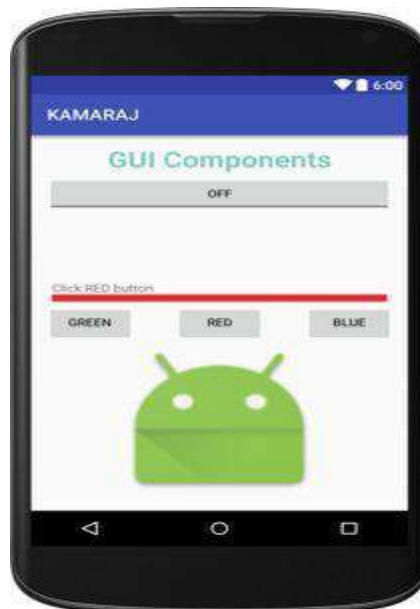 6:00
KAMARAJ
GUI Components
OFF
Click RED button
GREEN RED BLUE